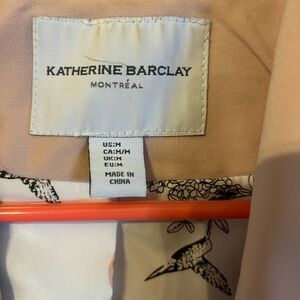 KATHERINE BARCLAY
MONTRÉAL
US:M
CA:M/M
UK:M
EU:M
MADE IN
CHINA